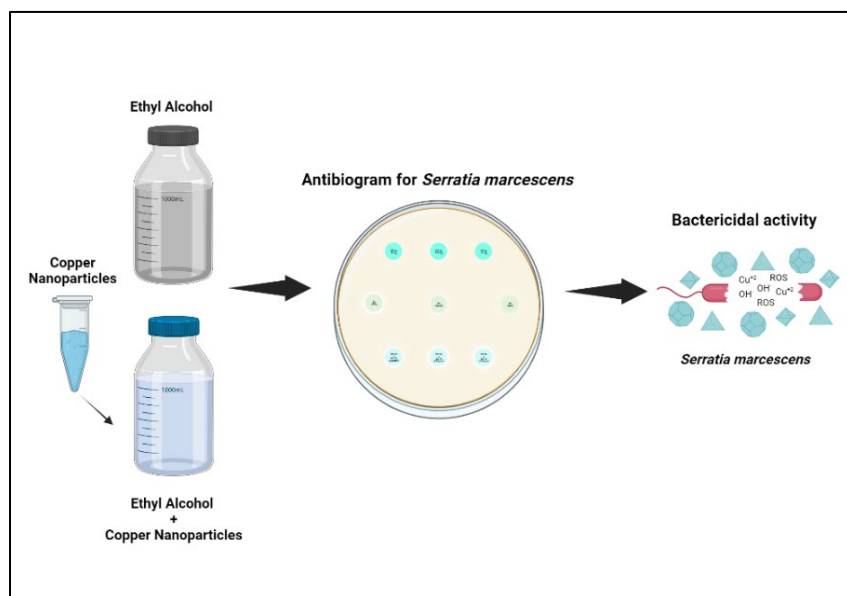 Ethyl Alcohol
1000mL
Copper
Nanoparticles
1000mL
Ethyl Alcohol
+
Copper Nanoparticles
Antibiogram for Serratia marcescens
Bactericidal activity
Cu+2
ROS
OH
OH
Cu+2
ROS
Serratia marcescens